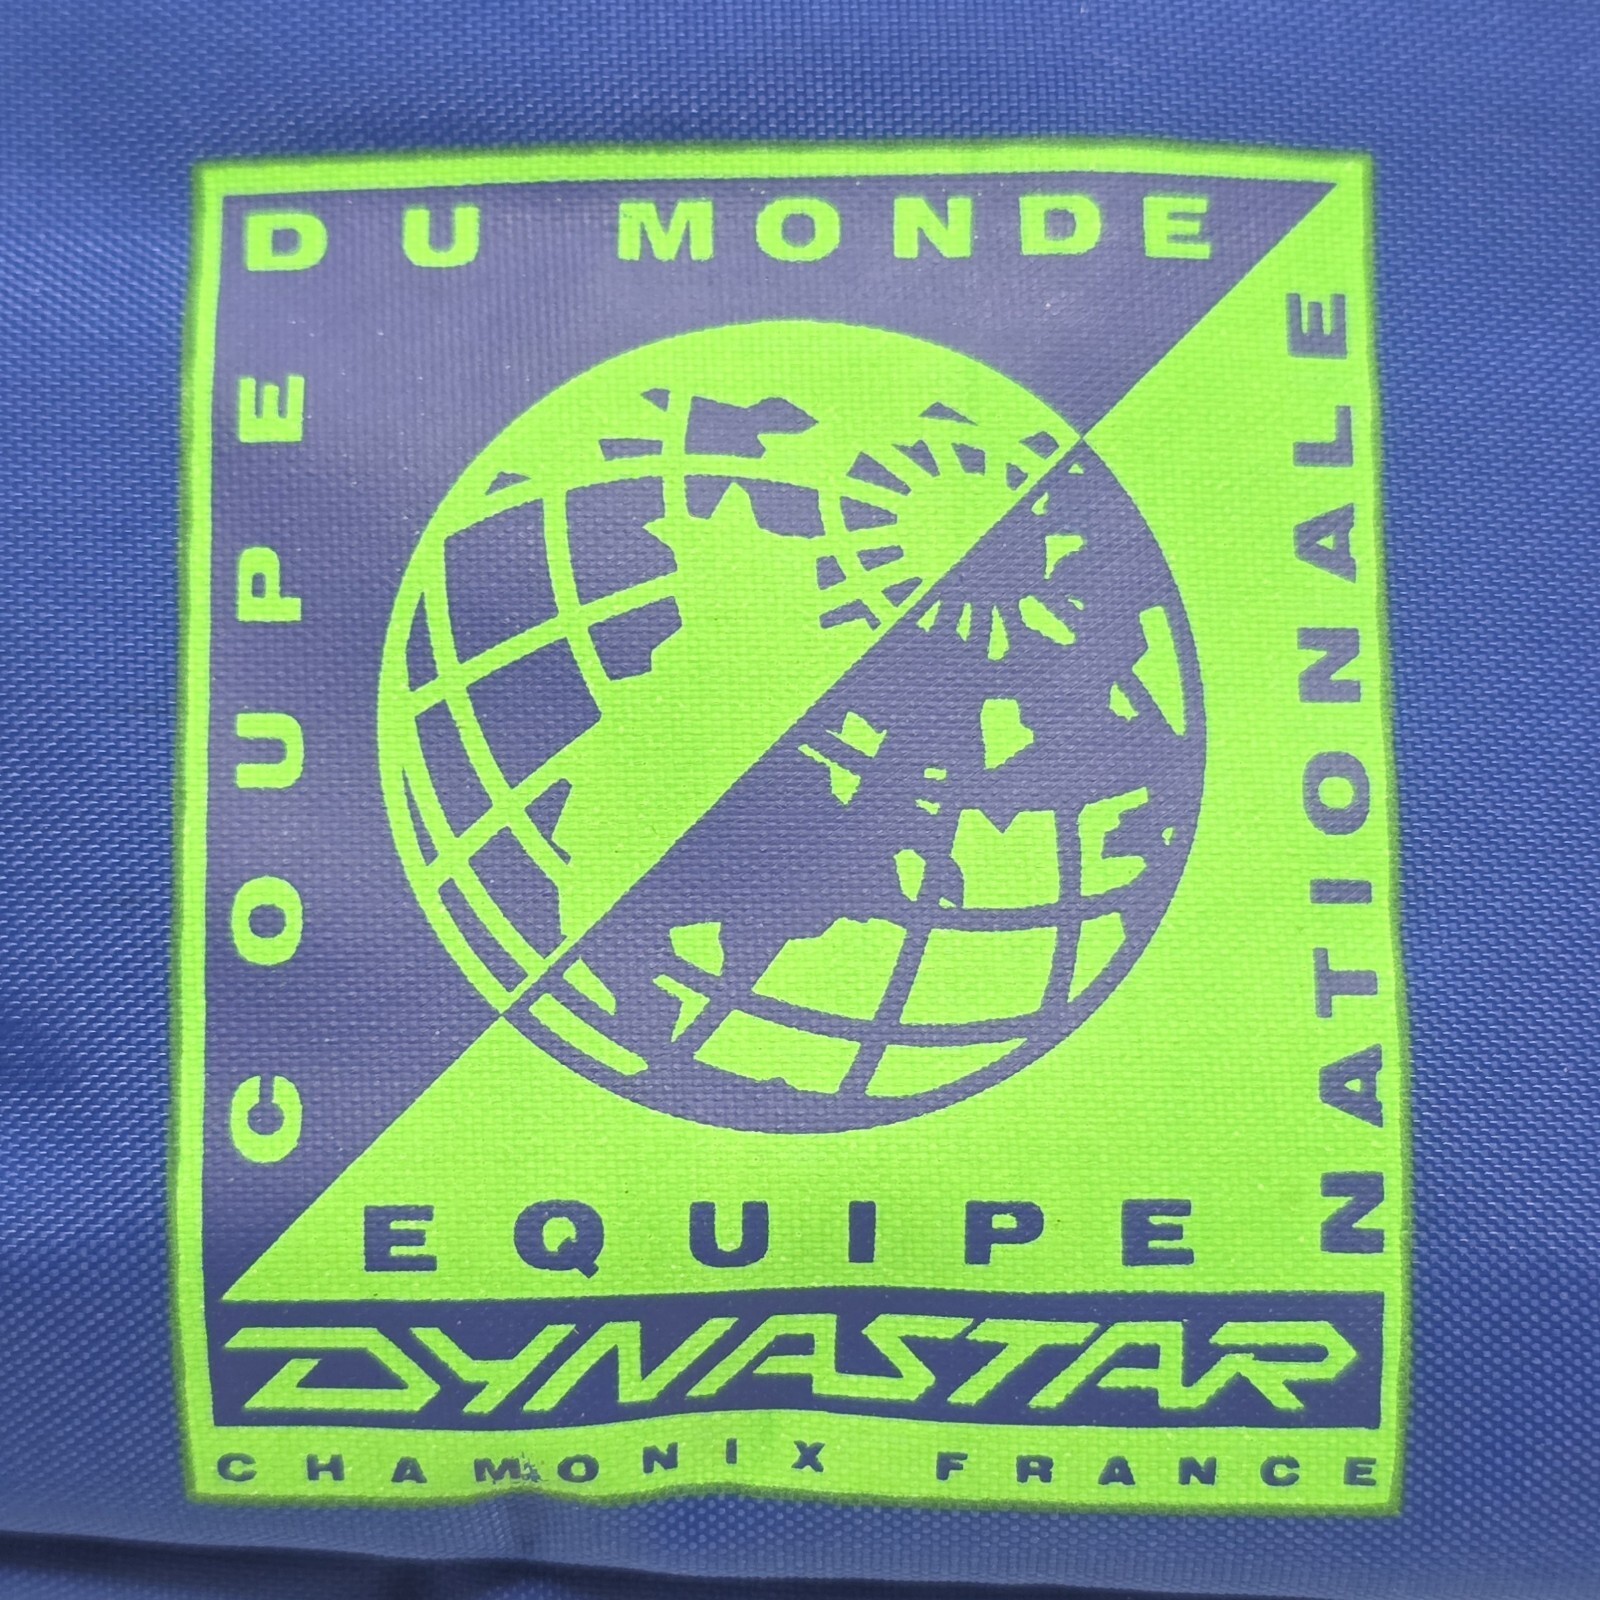 COUPE
DU MONDE
EQUIPE
NATIONALE
DYNASTAR
CHAMONIX FRANCE